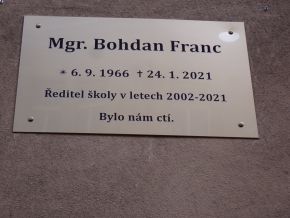 Mgr. Bohdan Franc
✶ 6. 9. 1966 † 24. 1. 2021
Ředitel školy v letech 2002-2021
Bylo nám ctí.